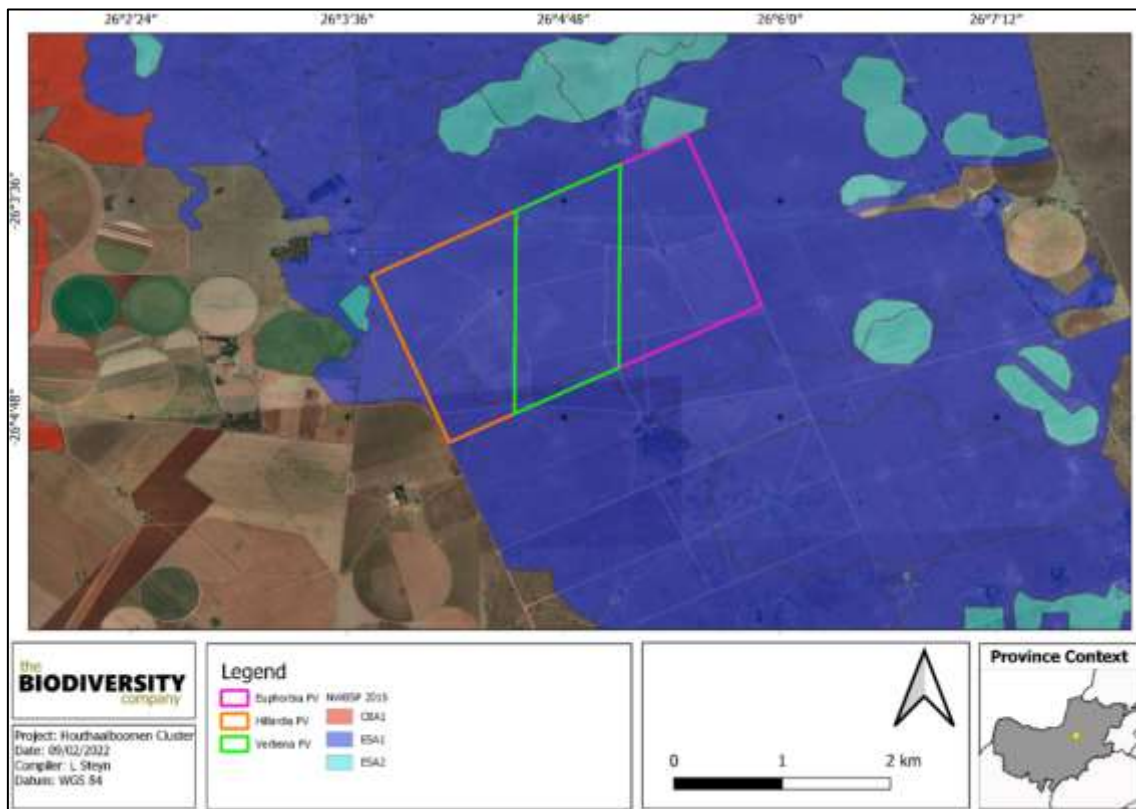 26°2'24" 26°3'36" 26°4'48" 26°6'0" 26°7'12"
-26°3'36"
-26°4'48"
the
BIODIVERSITY
company
Project: Houthaalboomen Cluster
Date: 09/02/2022
Compiler: L Steyn
Datum: WGS 84
Legend
Euphorbia PV
Hillardia PV
Verbena PV
NWBSP 2015
CBA1
ESA1
ESA2
0 1 2 km
Province Context